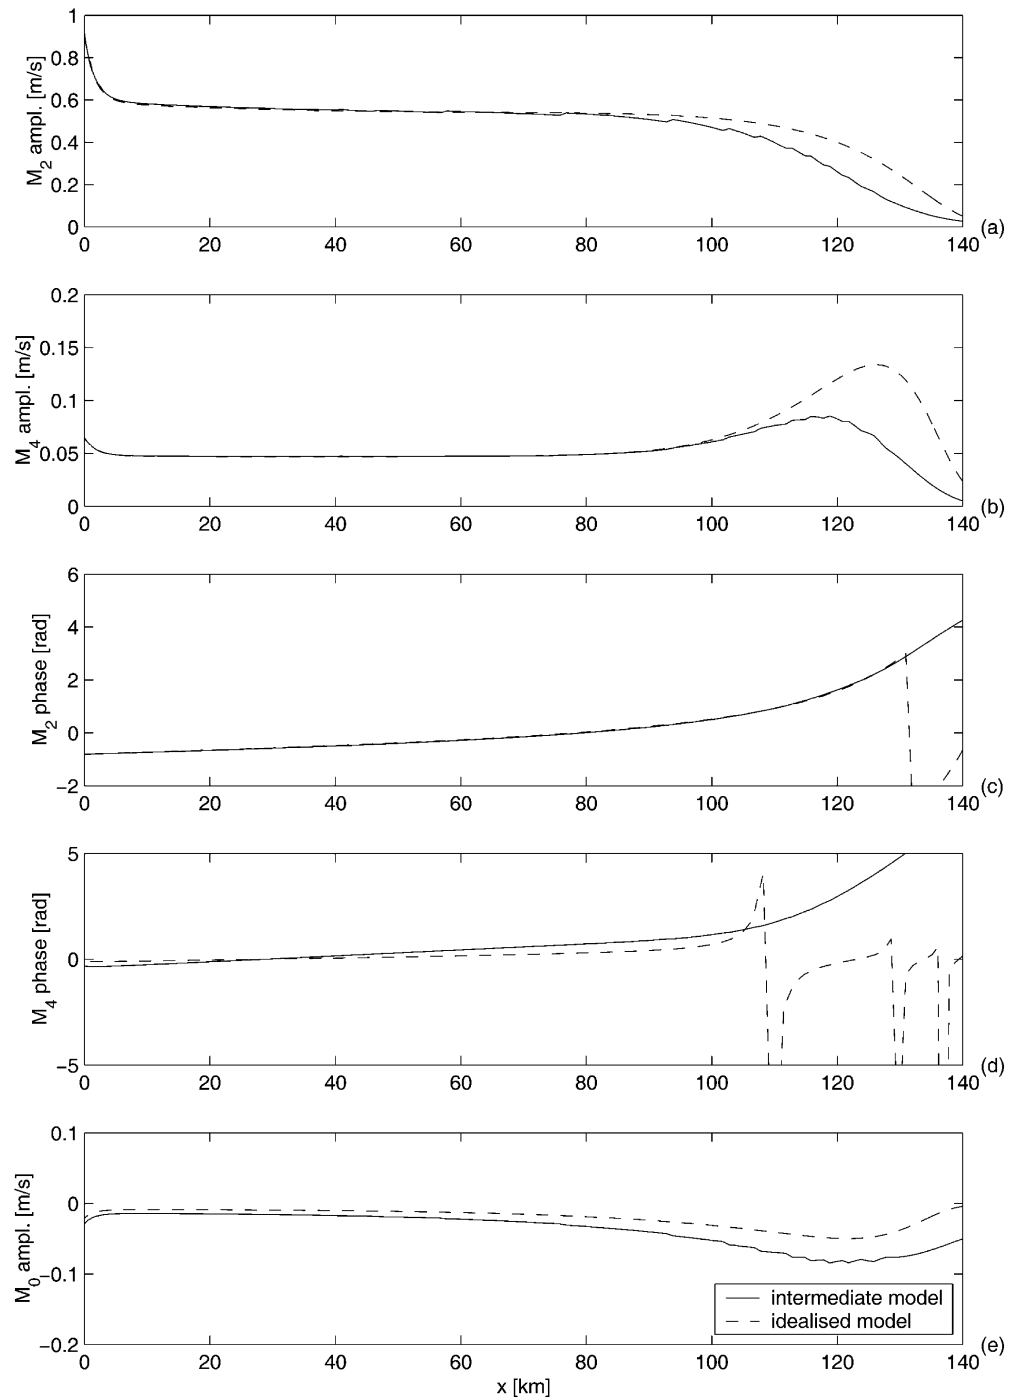 1
0.8
0.6
0.4
0.2
0
M2 ampl. [m/s]
0 20 40 60 80 100 120 140
(a)
0.2
0.15
0.1
0.05
0
M4 ampl. [m/s]
0 20 40 60 80 100 120 140
(b)
6
4
2
0
−2
M2 phase [rad]
0 20 40 60 80 100 120 140
(c)
5
0
−5
M4 phase [rad]
0 20 40 60 80 100 120 140
(d)
0.1
0
−0.1
−0.2
M0 ampl. [m/s]
intermediate model
idealised model
0 20 40 60 80 100 120 140
(e)
x [km]